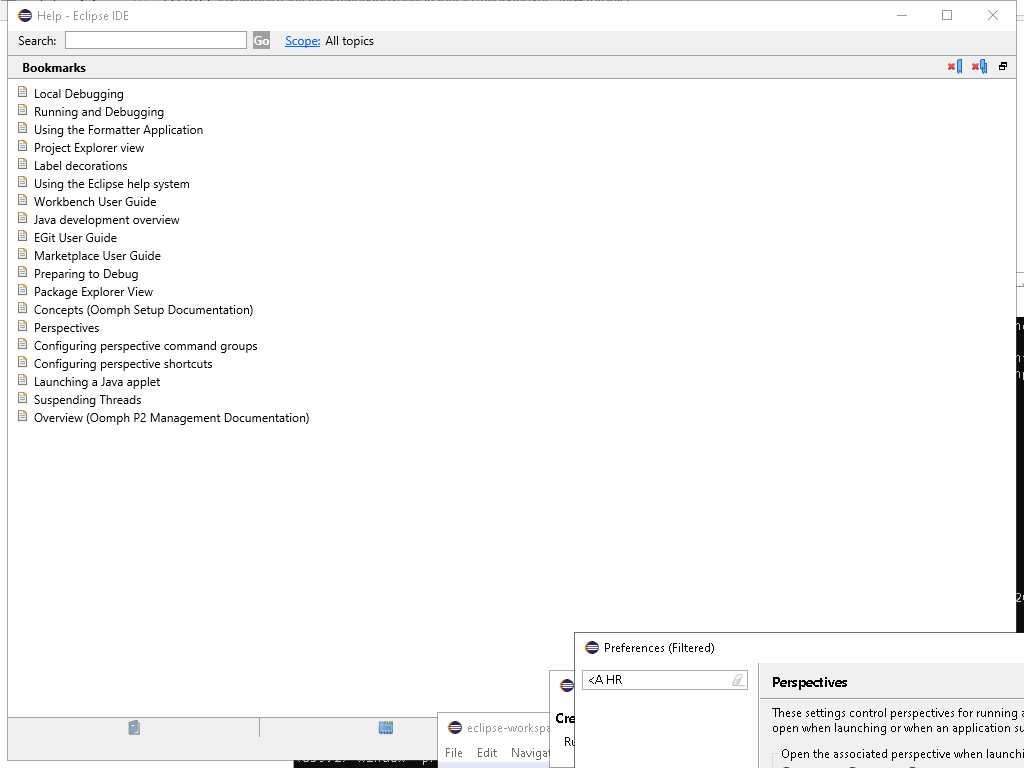 Help - Eclipse IDE
Search:
Go
Scope: All topics
Bookmarks
Local Debugging
Running and Debugging
Using the Formatter Application
Project Explorer view
Label decorations
Using the Eclipse help system
Workbench User Guide
Java development overview
EGit User Guide
Marketplace User Guide
Preparing to Debug
Package Explorer View
Concepts (Oomph Setup Documentation)
Perspectives
Configuring perspective command groups
Configuring perspective shortcuts
Launching a Java applet
Suspending Threads
Overview (Oomph P2 Management Documentation)
Preferences (Filtered)
<A HR
Perspectives
These settings control perspectives for running
open when launching or when an application su
Open the associated perspective when launchi
Cre
Ru
eclipse-workspa
File Edit Navigat